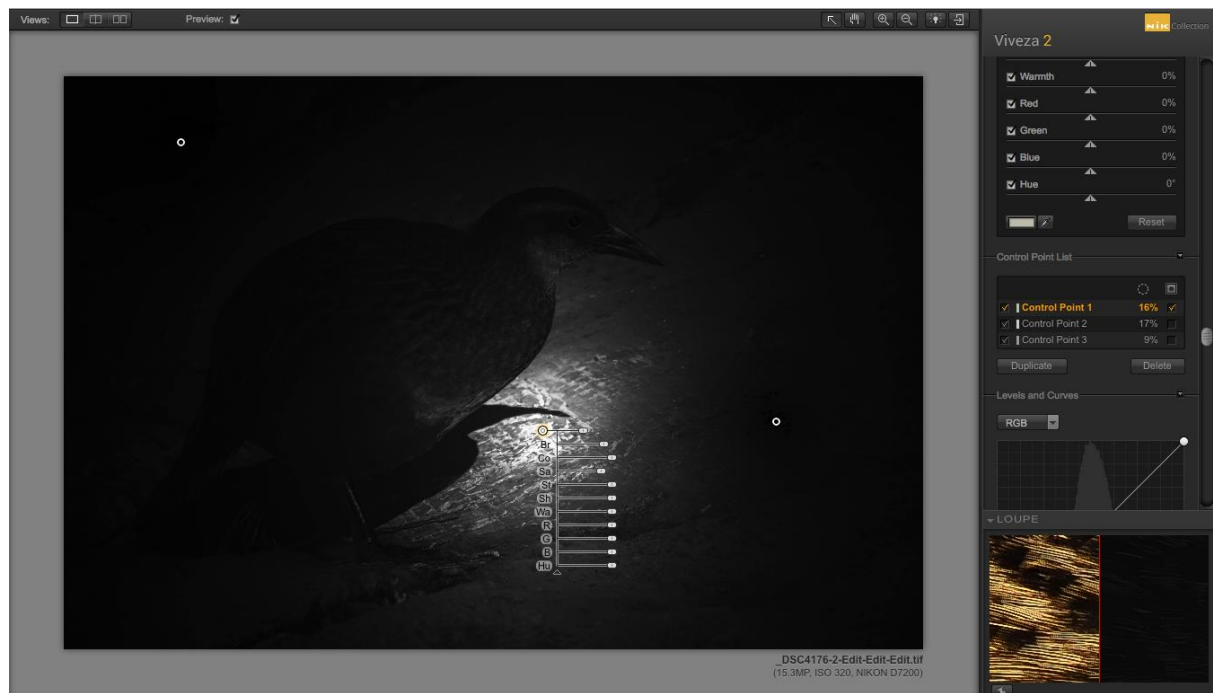 Views:
Preview:
NIK Collection
Viveza 2
Warmth 0%
Red 0%
Green 0%
Blue 0%
Hue 0°
Reset
Control Point List
Control Point 1 16%
Control Point 2 17%
Control Point 3 9%
Duplicate Delete
Levels and Curves
RGB
LOUPE
Br
Co
Sa
St
Sh
Wa
R
G
B
Hu
_DSC4176-2-Edit-Edit-Edit.tif
(15.3MP, ISO 320, NIKON D7200)